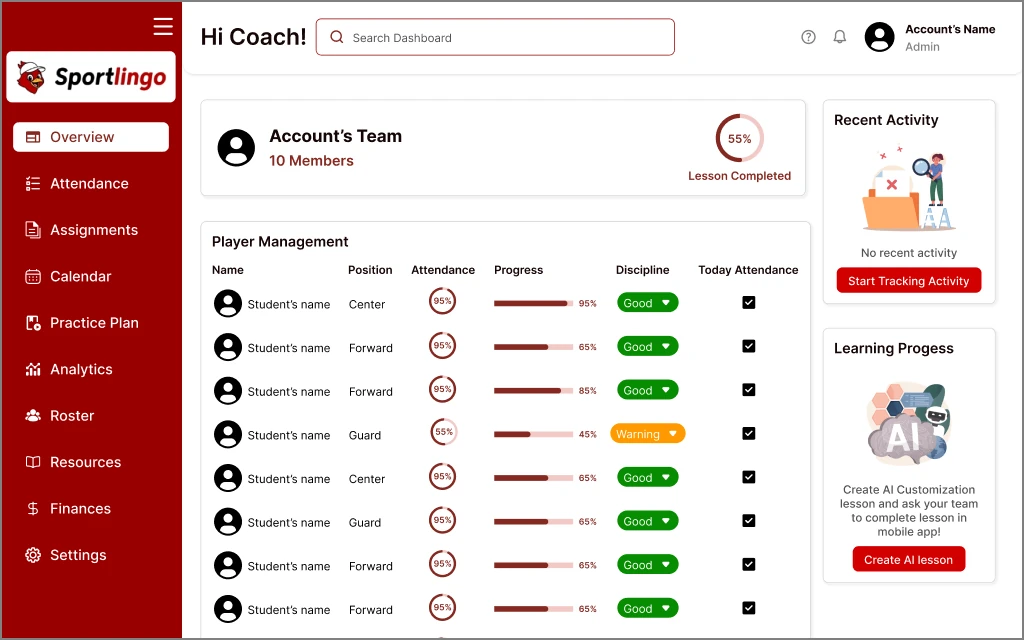 Hi Coach!
Search Dashboard
Account's Name
Admin
Sportlingo
Overview
Attendance
Assignments
Calendar
Practice Plan
Analytics
Roster
Resources
Finances
Settings
Account's Team
10 Members
55%
Lesson Completed
Player Management
Name Position Attendance Progress Discipline Today Attendance
Student's name Center 95% 95% Good
Student's name Forward 95% 65% Good
Student's name Forward 95% 85% Good
Student's name Guard 55% 45% Warning
Student's name Center 95% 65% Good
Student's name Guard 95% 65% Good
Student's name Forward 95% 65% Good
Student's name Forward 95% 65% Good
Recent Activity
AA
No recent activity
Start Tracking Activity
Learning Progess
AI
Create AI Customization
lesson and ask your team
to complete lesson in
mobile app!
Create AI lesson